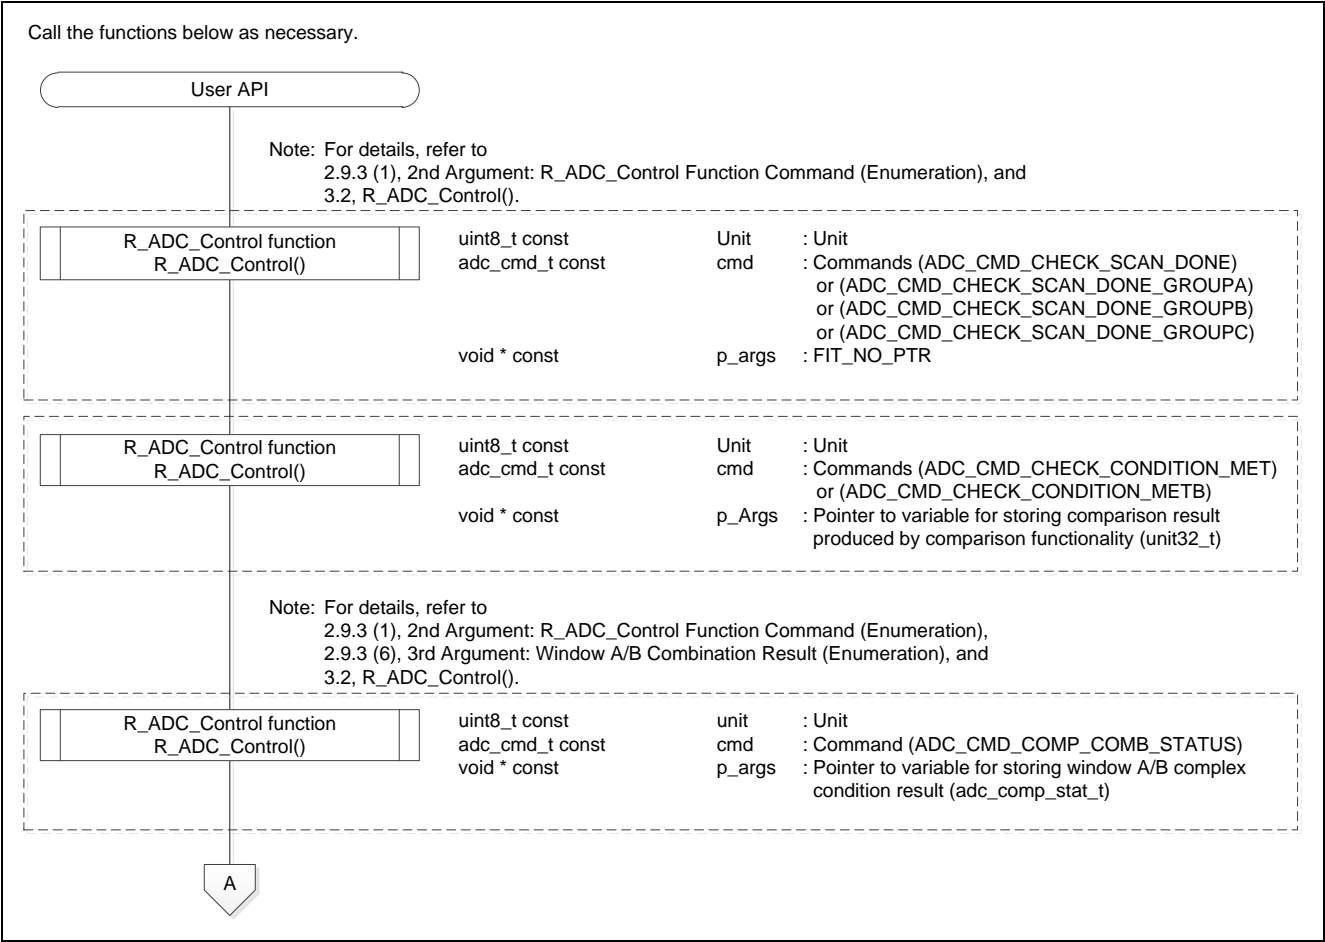 Call the functions below as necessary.
User API
Note: For details, refer to
2.9.3 (1), 2nd Argument: R_ADC_Control Function Command (Enumeration), and
3.2, R_ADC_Control().
R_ADC_Control function
R_ADC_Control()
uint8_t const Unit : Unit
adc_cmd_t const cmd : Commands (ADC_CMD_CHECK_SCAN_DONE)
or (ADC_CMD_CHECK_SCAN_DONE_GROUPA)
or (ADC_CMD_CHECK_SCAN_DONE_GROUPB)
or (ADC_CMD_CHECK_SCAN_DONE_GROUPC)
void * const p_args : FIT_NO_PTR
R_ADC_Control function
R_ADC_Control()
uint8_t const Unit : Unit
adc_cmd_t const cmd : Commands (ADC_CMD_CHECK_CONDITION_MET)
or (ADC_CMD_CHECK_CONDITION_METB)
void * const p_Args : Pointer to variable for storing comparison result
produced by comparison functionality (unit32_t)
Note: For details, refer to
2.9.3 (1), 2nd Argument: R_ADC_Control Function Command (Enumeration),
2.9.3 (6), 3rd Argument: Window A/B Combination Result (Enumeration), and
3.2, R_ADC_Control().
R_ADC_Control function
R_ADC_Control()
uint8_t const unit : Unit
adc_cmd_t const cmd : Command (ADC_CMD_COMP_COMB_STATUS)
void * const p_args : Pointer to variable for storing window A/B complex
condition result (adc_comp_stat_t)
A